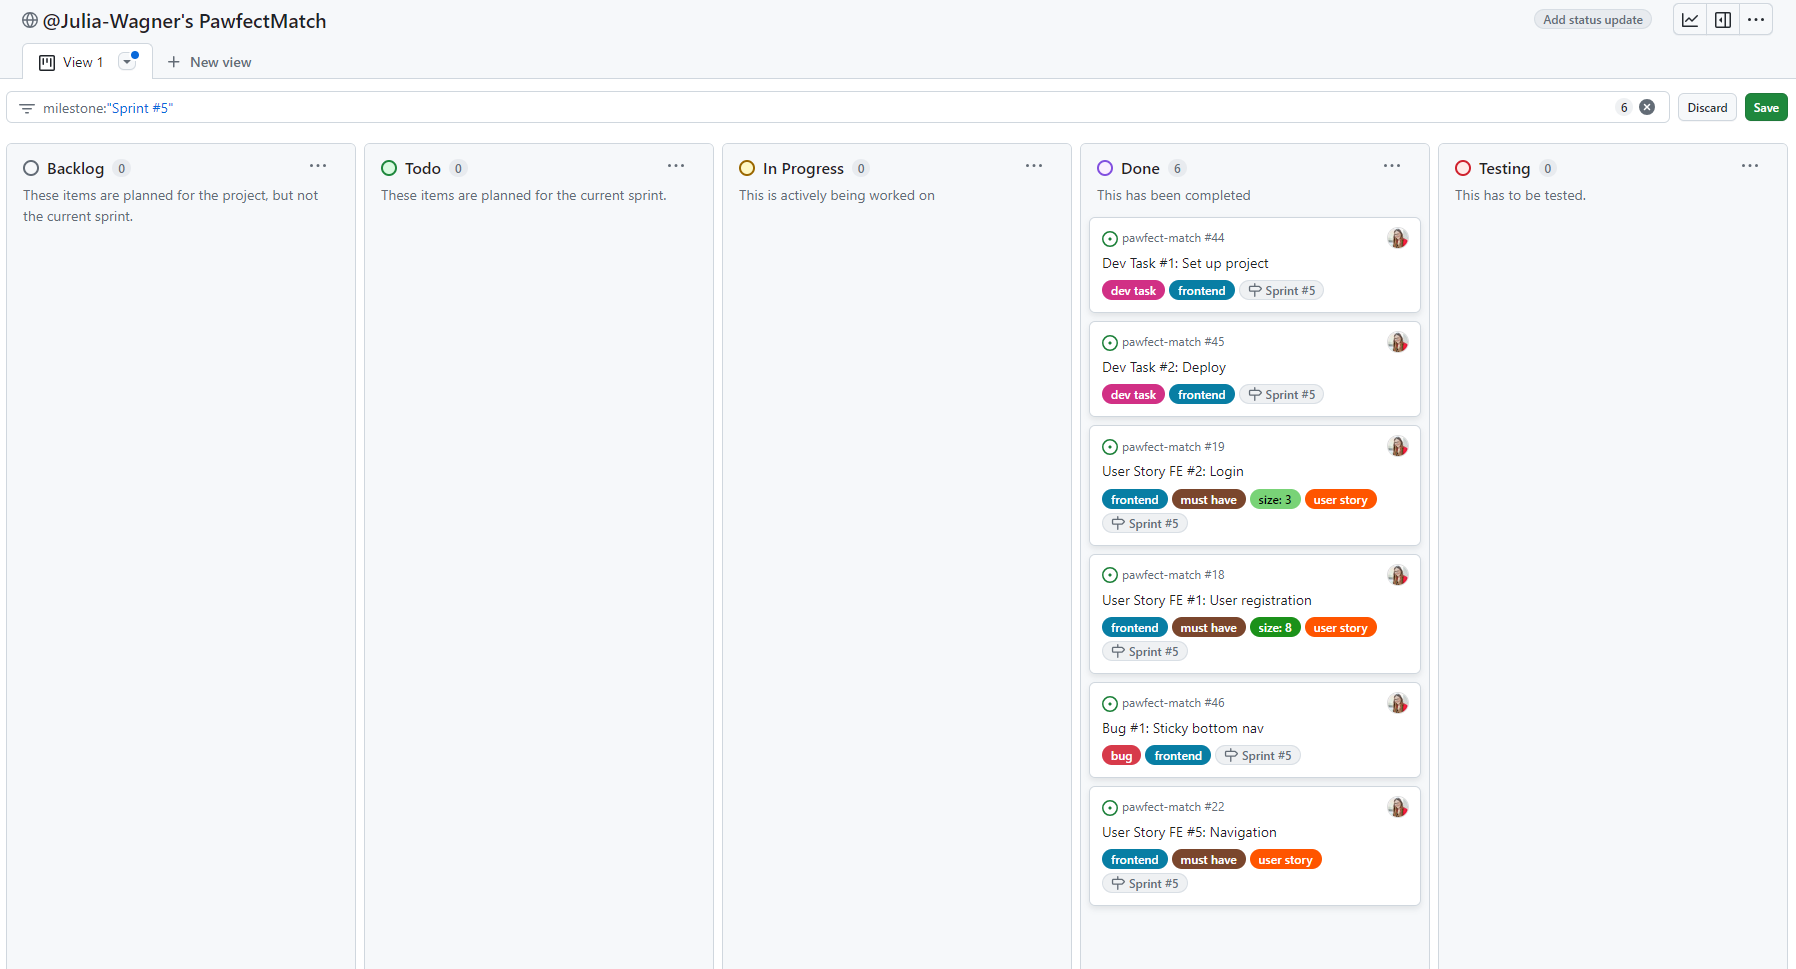 @Julia-Wagner's PawfectMatch
Add status update
View 1
New view
milestone:"Sprint #5"
6
Discard
Save
Backlog 0
These items are planned for the project, but not
the current sprint.
Todo 0
These items are planned for the current sprint.
In Progress 0
This is actively being worked on
Done 6
This has been completed
pawfect-match #44
Dev Task #1: Set up project
dev task frontend Sprint #5
pawfect-match #45
Dev Task #2: Deploy
dev task frontend Sprint #5
pawfect-match #19
User Story FE #2: Login
frontend must have size: 3 user story
Sprint #5
pawfect-match #18
User Story FE #1: User registration
frontend must have size: 8 user story
Sprint #5
pawfect-match #46
Bug #1: Sticky bottom nav
bug frontend Sprint #5
pawfect-match #22
User Story FE #5: Navigation
frontend must have user story
Sprint #5
Testing 0
This has to be tested.